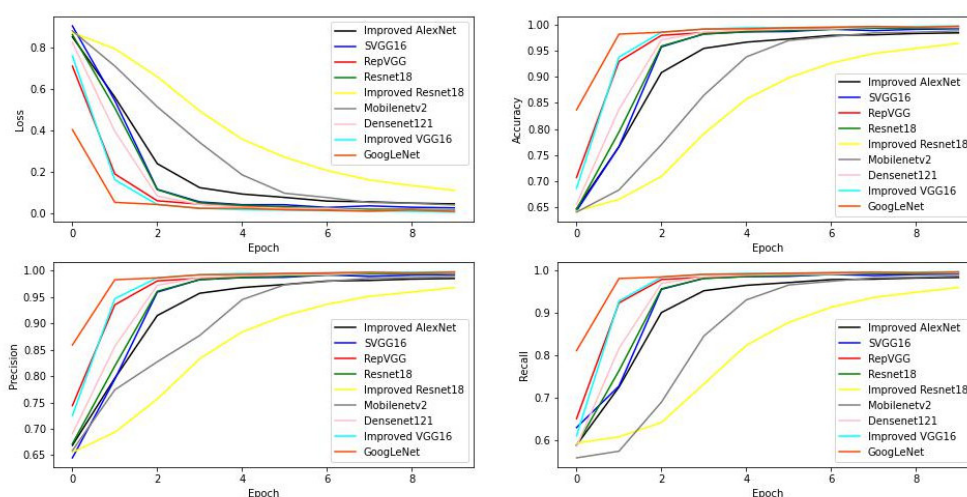 0.8
0.6
0.4
0.2
0.0
Loss
0 2 4 6 8
Epoch
Improved AlexNet
SVGG16
RepVGG
Resnet18
Improved Resnet18
Mobilenetv2
Densenet121
Improved VGG16
GoogLeNet
1.00
0.95
0.90
0.85
0.80
0.75
0.70
0.65
Accuracy
0 2 4 6 8
Epoch
Improved AlexNet
SVGG16
RepVGG
Resnet18
Improved Resnet18
Mobilenetv2
Densenet121
Improved VGG16
GoogLeNet
1.00
0.95
0.90
0.85
0.80
0.75
0.70
0.65
Precision
0 2 4 6 8
Epoch
Improved AlexNet
SVGG16
RepVGG
Resnet18
Improved Resnet18
Mobilenetv2
Densenet121
Improved VGG16
GoogLeNet
1.0
0.9
0.8
0.7
0.6
Recall
0 2 4 6 8
Epoch
Improved AlexNet
SVGG16
RepVGG
Resnet18
Improved Resnet18
Mobilenetv2
Densenet121
Improved VGG16
GoogLeNet